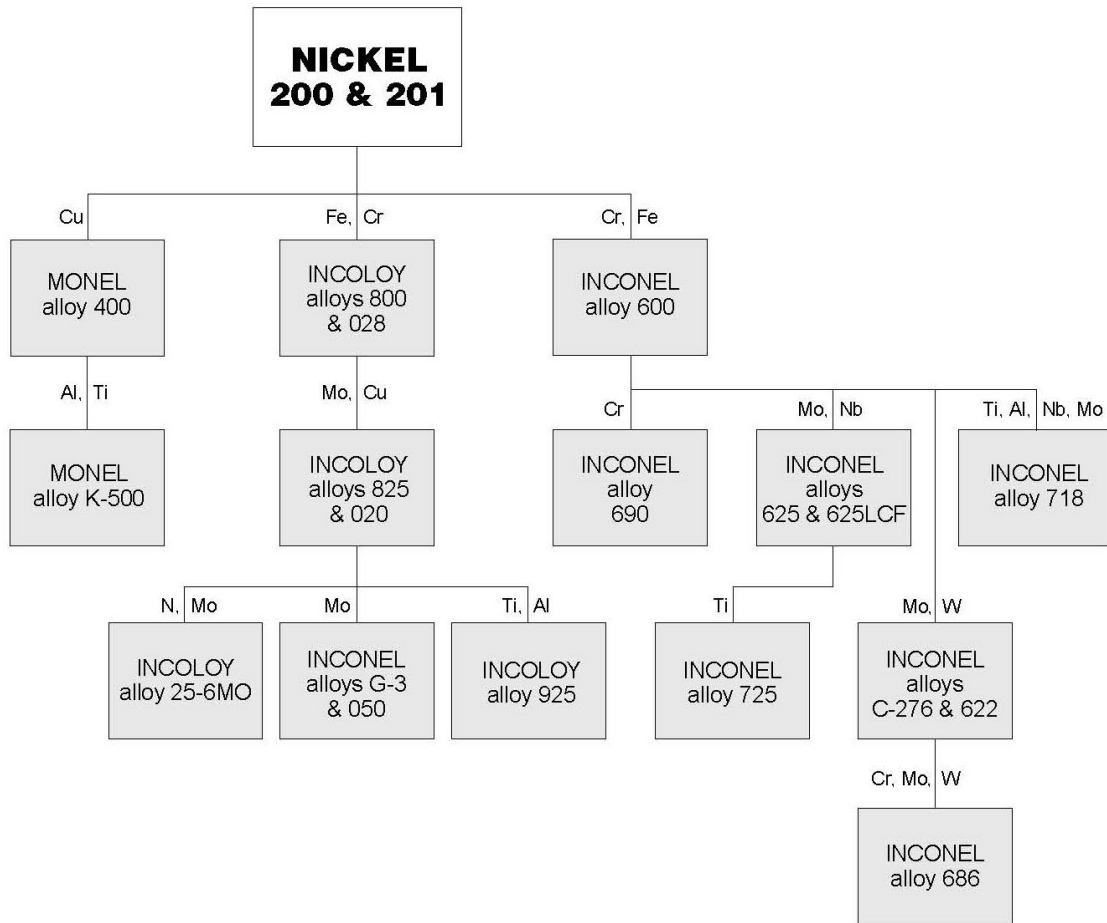 NICKEL
200 & 201
Cu
Fe, Cr
Cr, Fe
MONEL
alloy 400
INCOLOY
alloys 800
& 028
INCONEL
alloy 600
Al, Ti
Mo, Cu
Cr
Mo, Nb
Ti, Al, Nb, Mo
MONEL
alloy K-500
INCOLOY
alloys 825
& 020
INCONEL
alloy
690
INCONEL
alloys
625 & 625LCF
INCONEL
alloy 718
N, Mo
Mo
Ti, Al
Ti
Mo, W
INCOLOY
alloy 25-6MO
INCONEL
alloys G-3
& 050
INCOLOY
alloy 925
INCONEL
alloy 725
INCONEL
alloys
C-276 & 622
Cr, Mo, W
INCONEL
alloy 686